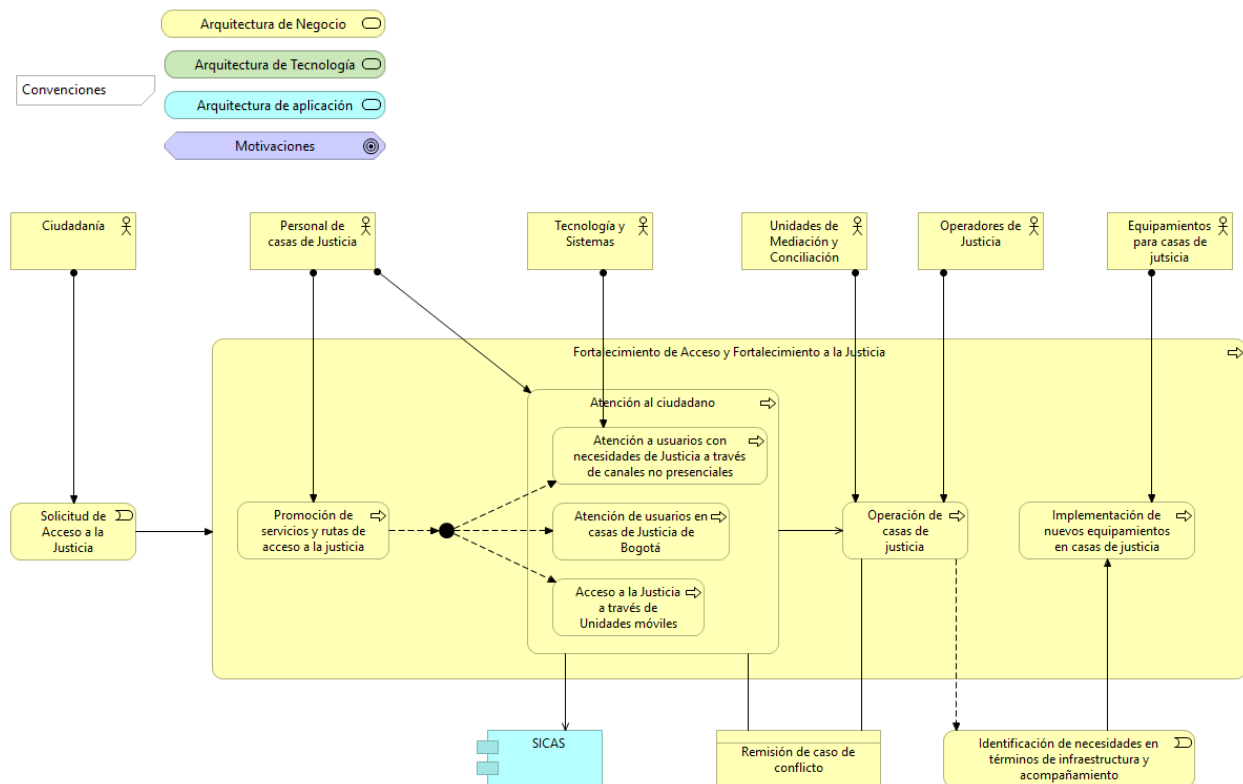 Arquitectura de Negocio
Arquitectura de Tecnología
Convenciones
Arquitectura de aplicación
Motivaciones
Ciudadanía
Personal de
casas de Justicia
Tecnología y
Sistemas
Unidades de
Mediación y
Conciliación
Operadores de
Justicia
Equipamientos
para casas de
jutsicia
Fortalecimiento de Acceso y Fortalecimiento a la Justicia
Atención al ciudadano
Atención a usuarios con
necesidades de Justicia a través
de canales no presenciales
Solicitud de
Acceso a la
Justicia
Promoción de
servicios y rutas de
acceso a la justicia
Atención de usuarios en
casas de Justicia de
Bogotá
Operación de
casas de
justicia
Implementación de
nuevos equipamientos
en casas de justicia
Acceso a la Justicia
a través de
Unidades móviles
SICAS
Remisión de caso de
conflicto
Identificación de necesidades en
términos de infraestructura y
acompañamiento